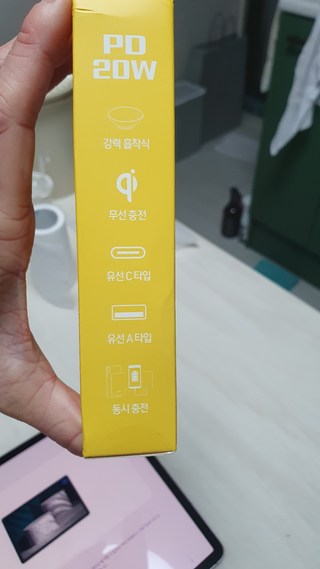 PD
20W
강력 흡착식
qi
무선 충전
유선 C 타입
유선 A 타입
동시 충전